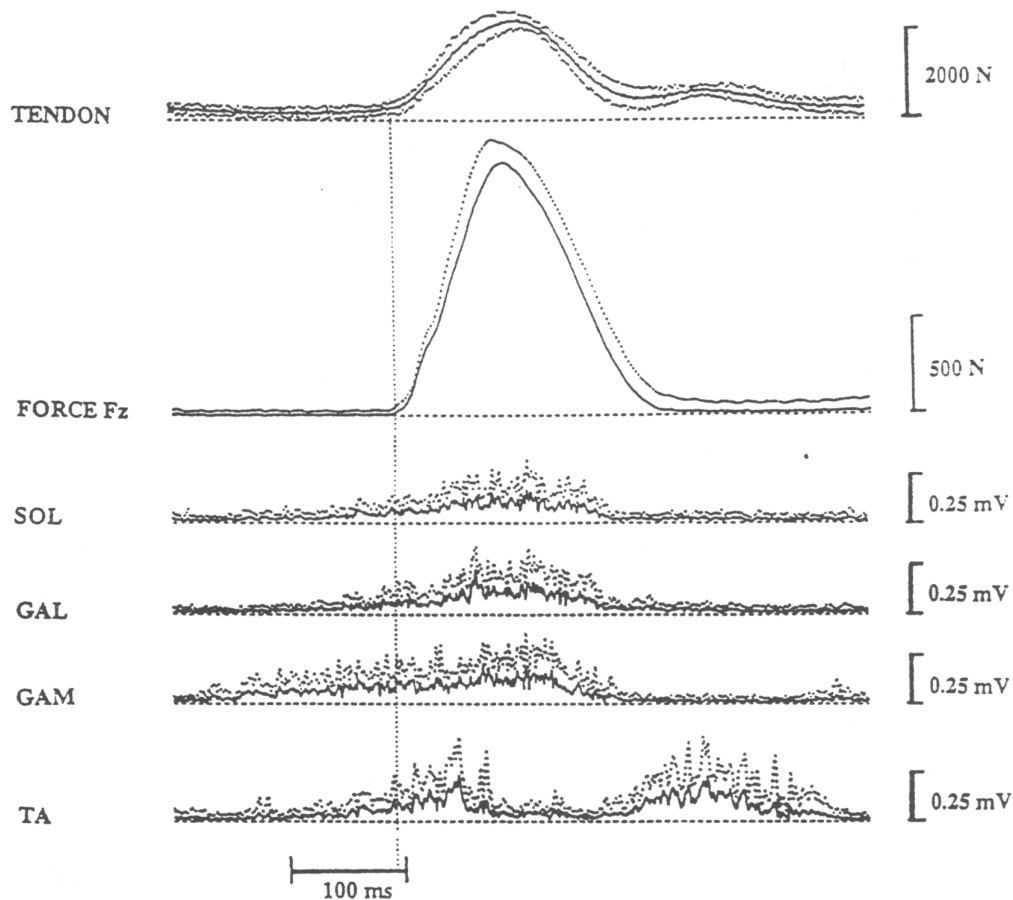 TENDON
2000 N
FORCE Fz
500 N
SOL
0.25 mV
GAL
0.25 mV
GAM
0.25 mV
TA
0.25 mV
100 ms